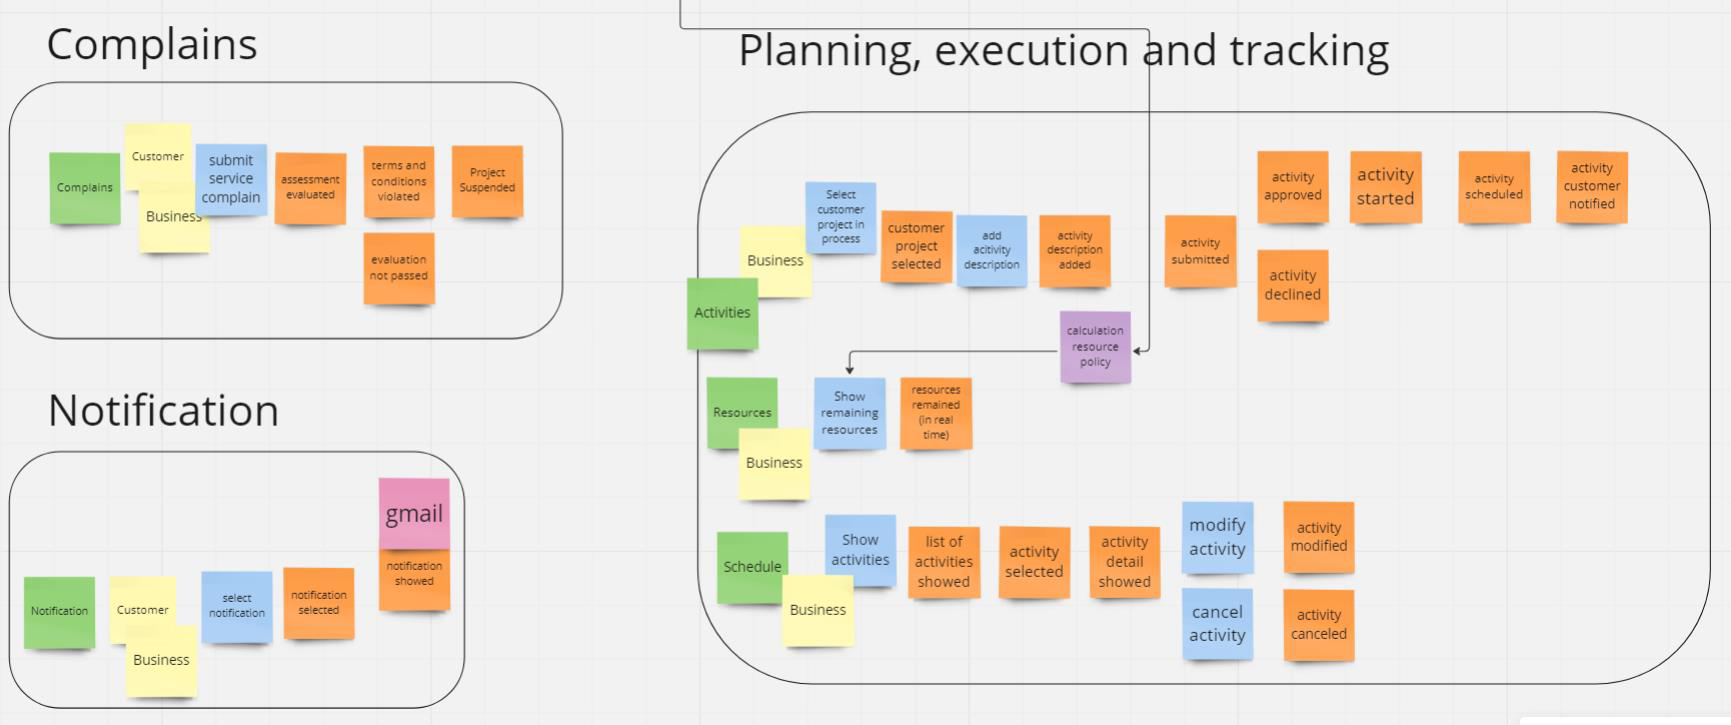 Complains
Complains
Customer
Business
submit
service
complain
assessment
evaluated
terms and
conditions
violated
Project
Suspended
evaluation
not passed
Notification
Notification
Customer
Business
select
notification
notification
selected
gmail
notification
showed
Planning, execution and tracking
Activities
Business
Select
customer
project in
process
customer
project
selected
add
acitivity
description
activity
description
added
activity
submitted
activity
approved
activity
started
activity
scheduled
activity
customer
notified
activity
declined
calculation
resource
policy
Resources
Business
Show
remaining
resources
resources
remained
(in real
time)
Schedule
Business
Show
activities
list of
activities
showed
activity
selected
activity
detail
showed
modify
activity
activity
modified
cancel
activity
activity
canceled